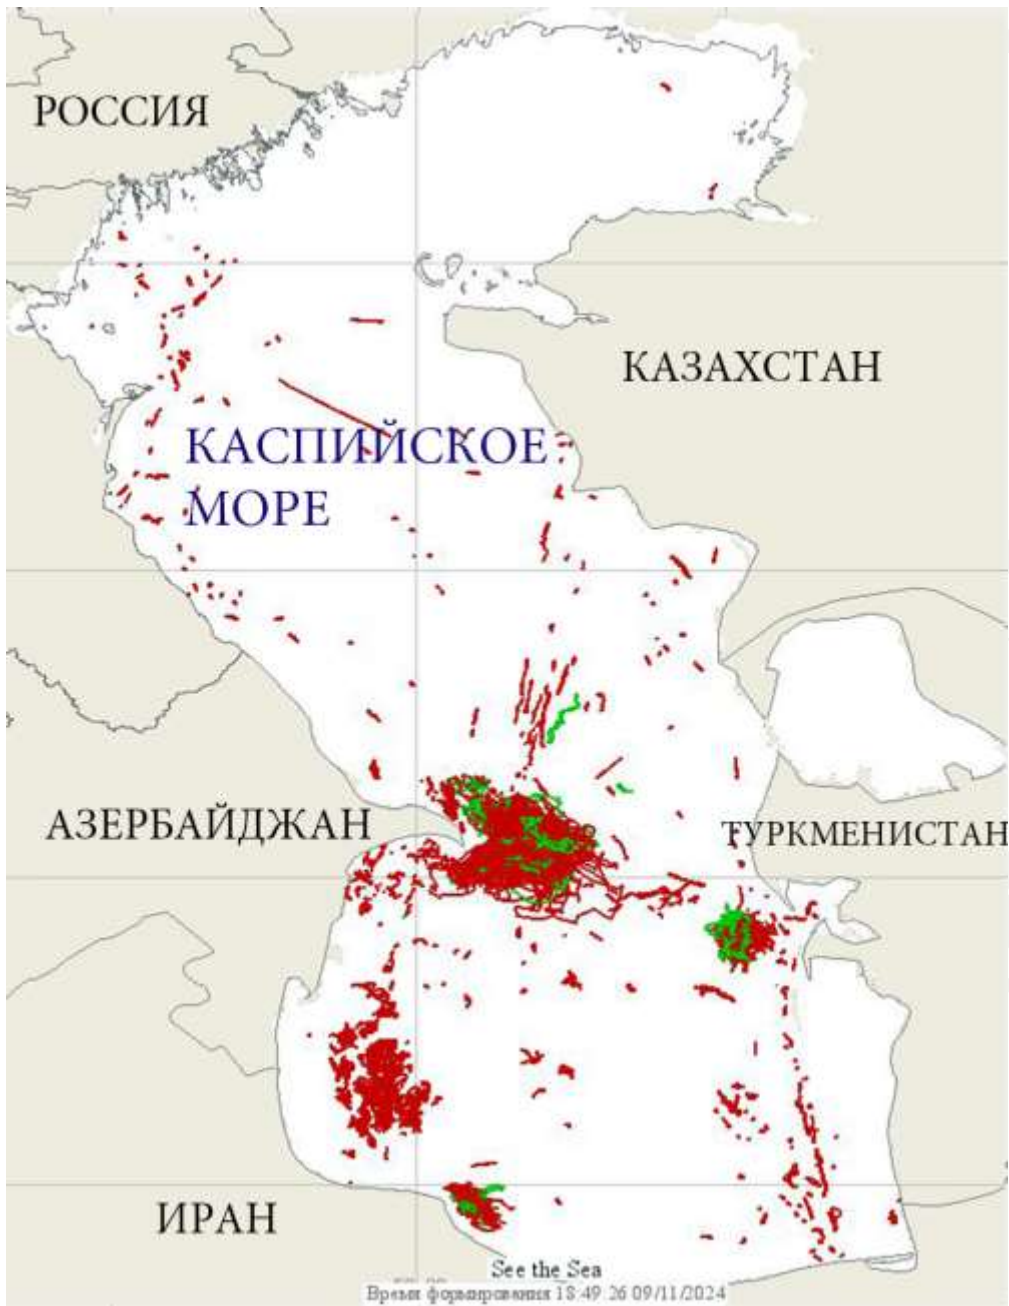 РОССИЯ
КАЗАХСТАН
КАСПИЙСКОЕ
МОРЕ
АЗЕРБАЙДЖАН
ТУРКМЕНИСТАН
ИРАН
See the Sea
Время формирования 18:49:26 09/11/2024